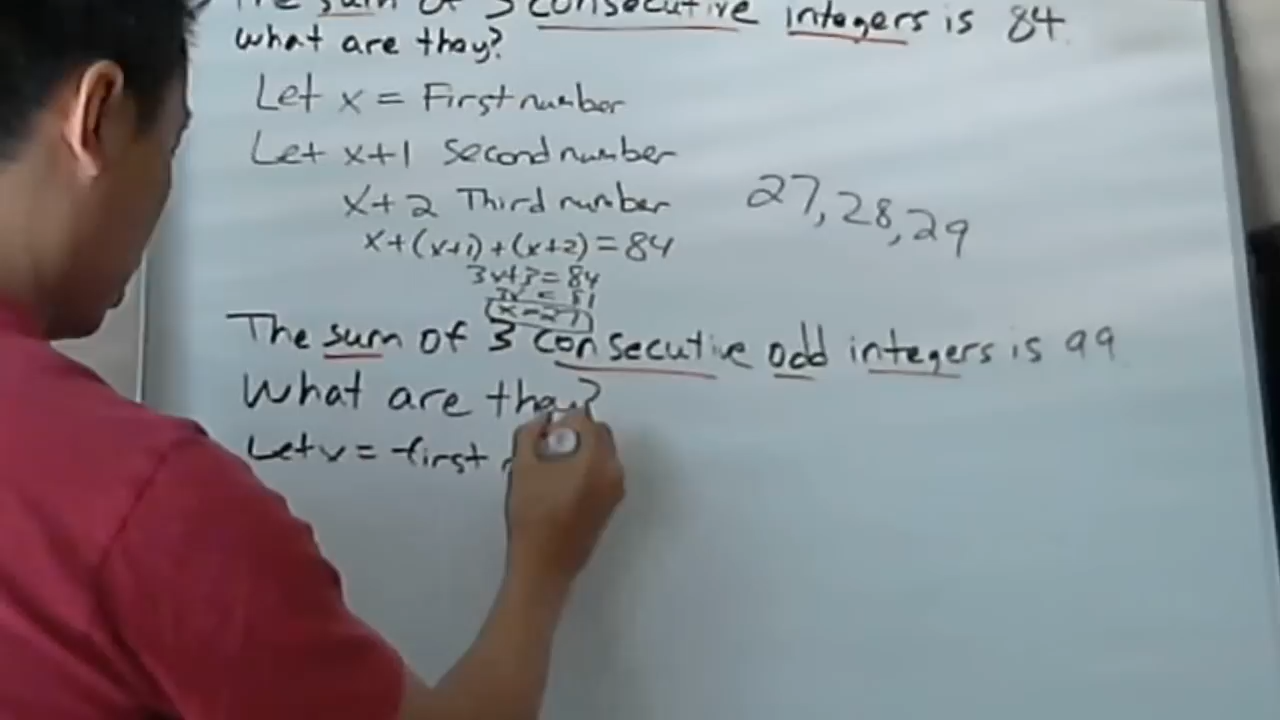 The sum of 3 consecutive integers is 84.
what are thay?
Let x = First number
Let x+1 Second number
x+2 Third number
27, 28, 29
x+(x+1)+(x+2)=84
3x+3=84
3x = 81
x=27
The sum of 3 consecutive odd integers is 99
What are thay?
Let x = first